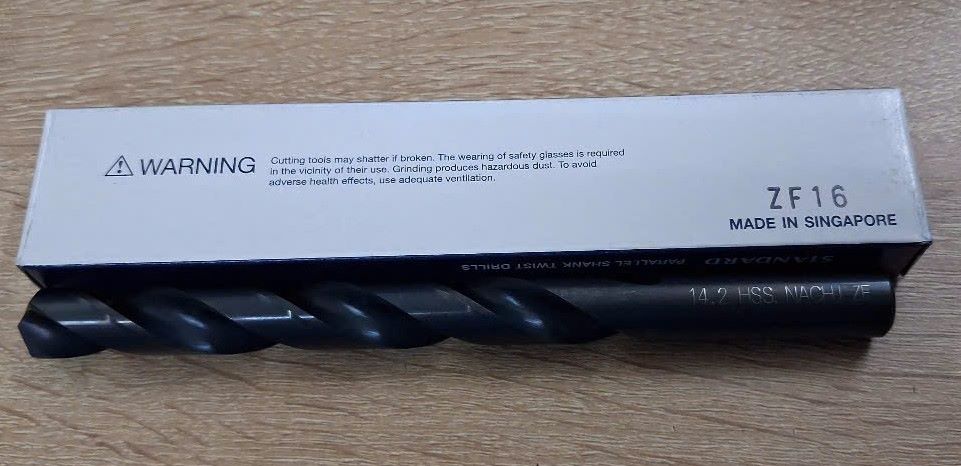 ⚠ WARNING
Cutting tools may shatter if broken. The wearing of safety glasses is required
in the vicinity of their use. Grinding produces hazardous dust. To avoid
adverse health effects, use adequate ventilation.
ZF16
MADE IN SINGAPORE
STANDARD PARALLEL SHANK TWIST DRILLS
14.2 HSS. NACHI ZF